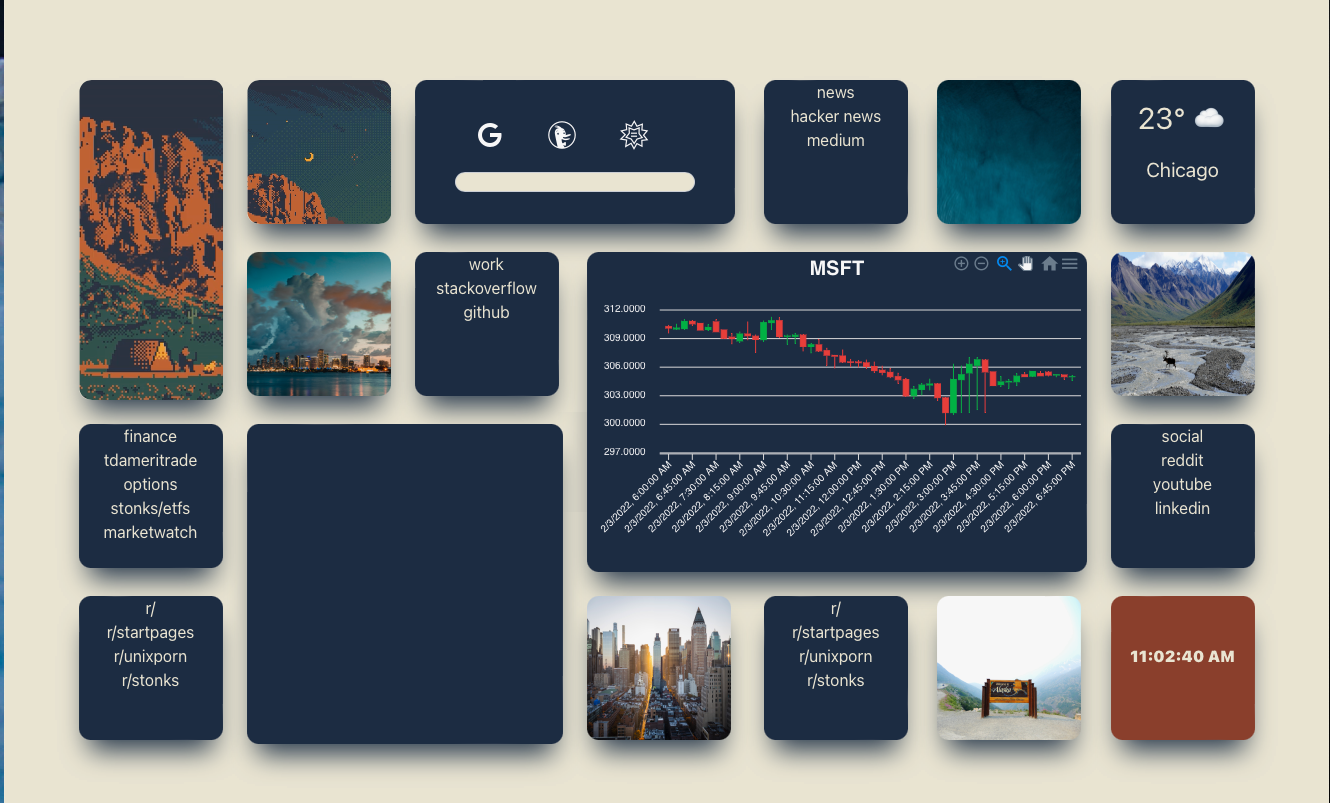 G
news
hacker news
medium
23°
Chicago
work
stackoverflow
github
MSFT
312.0000
309.0000
306.0000
303.0000
300.0000
297.0000
2/3/2022, 6:00:00 AM
2/3/2022, 6:45:00 AM
2/3/2022, 7:30:00 AM
2/3/2022, 8:15:00 AM
2/3/2022, 9:00:00 AM
2/3/2022, 9:45:00 AM
2/3/2022, 10:30:00 AM
2/3/2022, 11:15:00 AM
2/3/2022, 12:00:00 PM
2/3/2022, 12:45:00 PM
2/3/2022, 1:30:00 PM
2/3/2022, 2:15:00 PM
2/3/2022, 3:00:00 PM
2/3/2022, 3:45:00 PM
2/3/2022, 4:30:00 PM
2/3/2022, 5:15:00 PM
2/3/2022, 6:00:00 PM
2/3/2022, 6:45:00 PM
finance
tdameritrade
options
stonks/etfs
marketwatch
social
reddit
youtube
linkedin
r/
r/startpages
r/unixporn
r/stonks
r/
r/startpages
r/unixporn
r/stonks
Alaska
11:02:40 AM